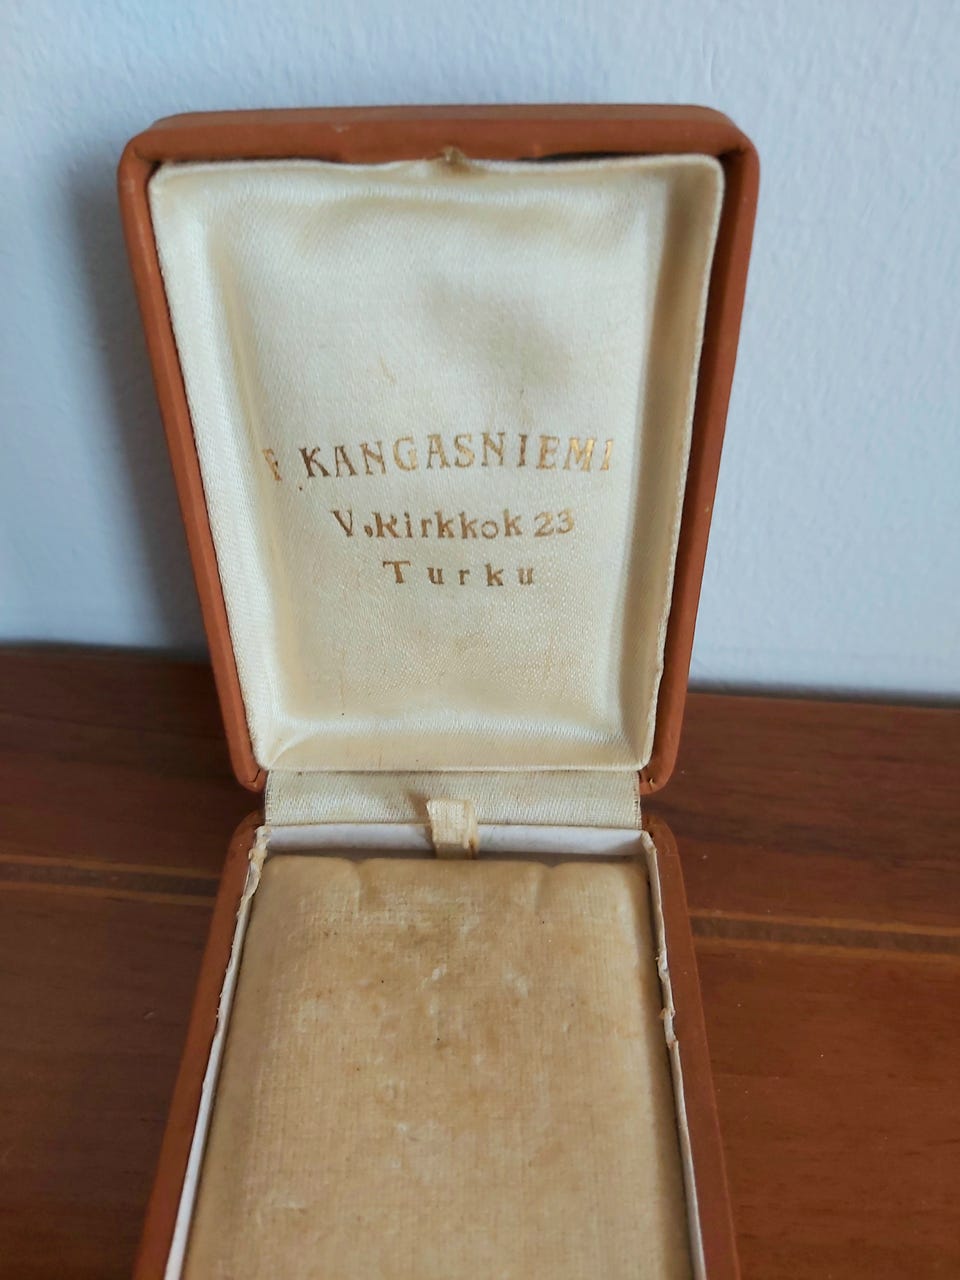 KANGASNIEMI
V.Kirkkok 23
Turku